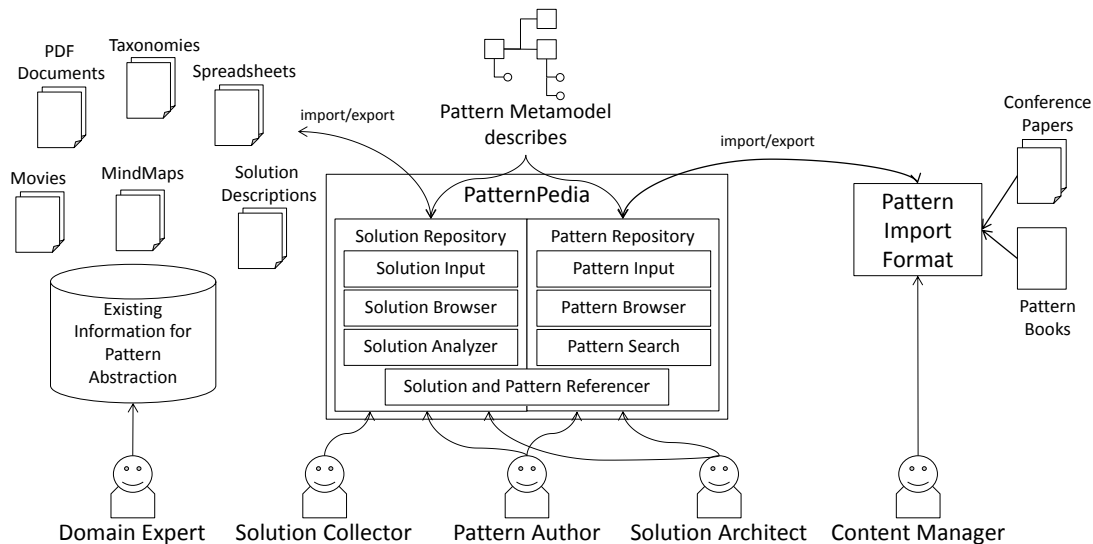 PDF
Documents
Taxonomies
Spreadsheets
Movies
MindMaps
Solution
Descriptions
import/export
Pattern Metamodel
describes
import/export
Conference
Papers
Pattern
Import
Format
Pattern
Books
PatternPedia
Solution Repository
Solution Input
Solution Browser
Solution Analyzer
Pattern Repository
Pattern Input
Pattern Browser
Pattern Search
Solution and Pattern Referencer
Existing
Information for
Pattern
Abstraction
Domain Expert
Solution Collector
Pattern Author
Solution Architect
Content Manager